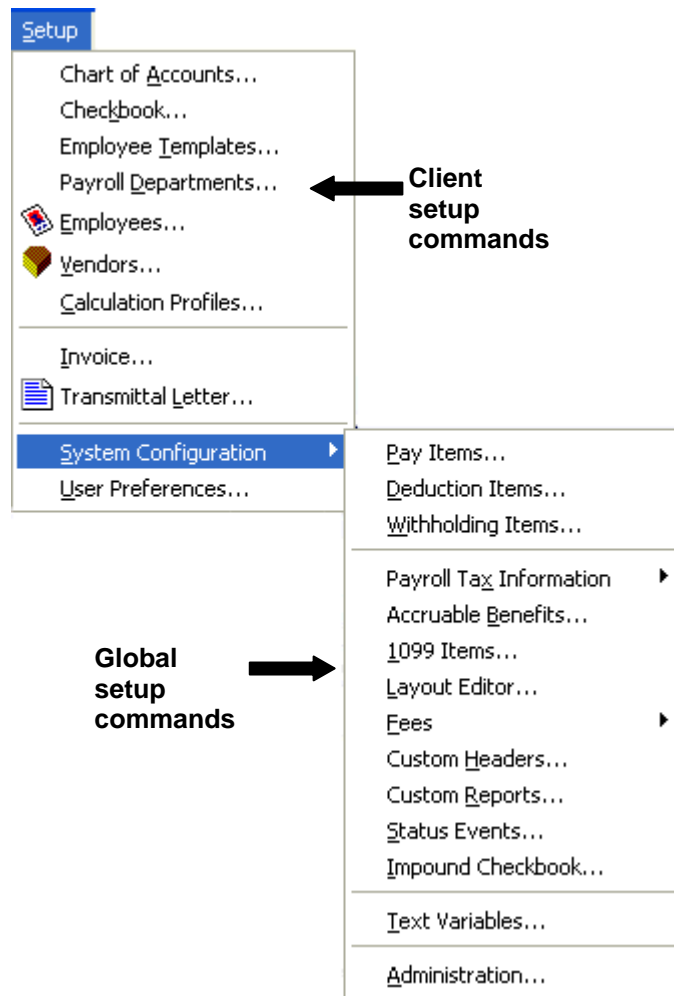 Setup
Chart of Accounts...
Checkbook...
Employee Templates...
Payroll Departments...
Client
setup
commands
Employees...
Vendors...
Calculation Profiles...
Invoice...
Transmittal Letter...
System Configuration
User Preferences...
Pay Items...
Deduction Items...
Withholding Items...
Payroll Tax Information
Accruable Benefits...
1099 Items...
Global
setup
commands
Layout Editor...
Fees
Custom Headers...
Custom Reports...
Status Events...
Impound Checkbook...
Text Variables...
Administration...